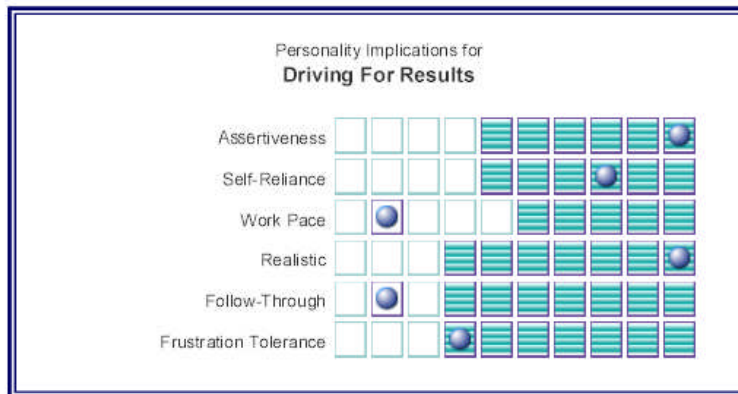 Personality Implications for
Driving For Results
Assertiveness
Self-Reliance
Work Pace
Realistic
Follow-Through
Frustration Tolerance